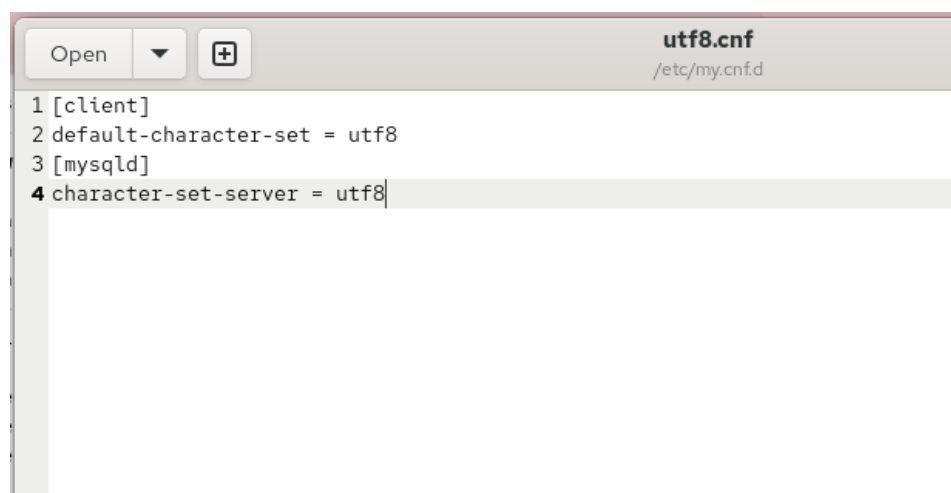 Open
utf8.cnf
/etc/my.cnf.d
1 [client]
2 default-character-set = utf8
3 [mysqld]
4 character-set-server = utf8